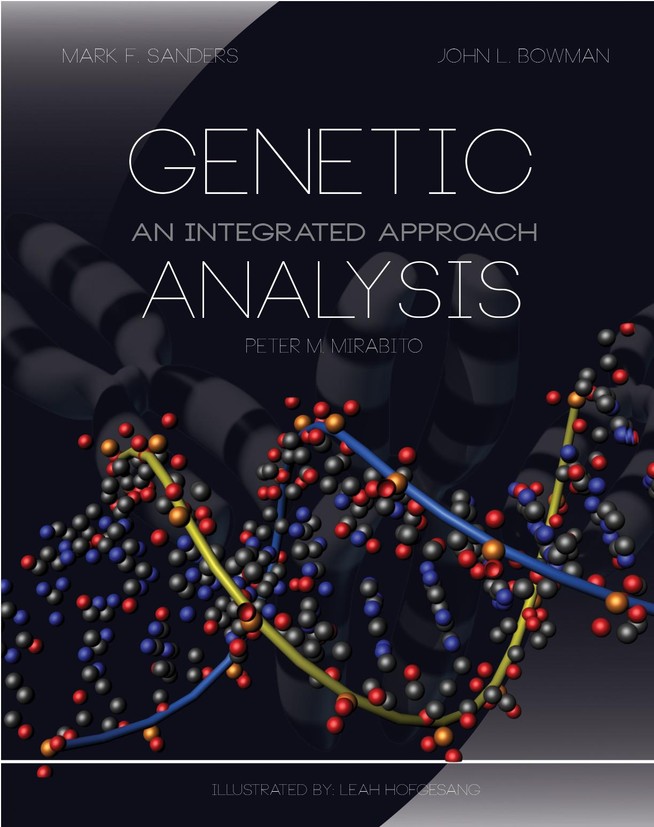 MARK F. SANDERS JOHN L. BOWMAN
GENETIC
AN INTEGRATED APPROACH
ANALYSIS
PETER M. MIRABITO
ILLUSTRATED BY: LEAH HOFGESANG